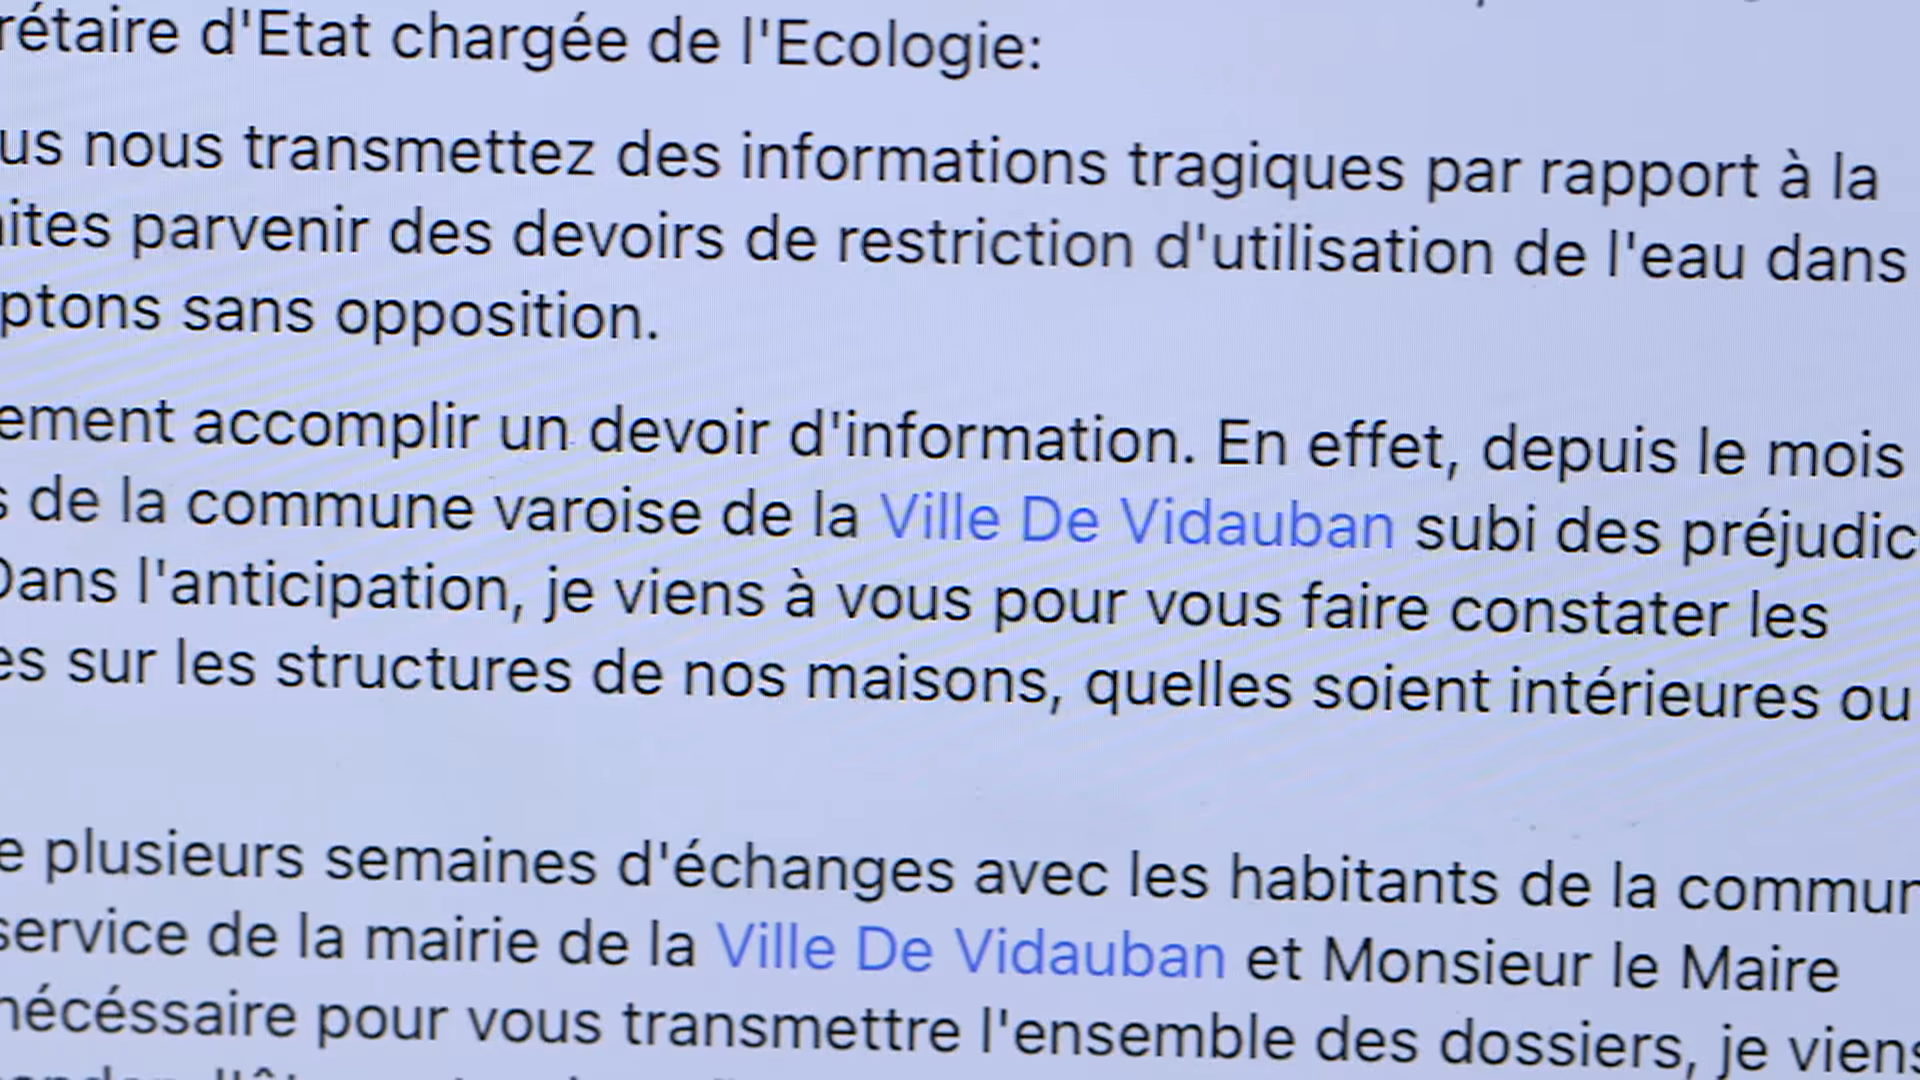 rétaire d'Etat chargée de l'Ecologie:
us nous transmettez des informations tragiques par rapport à la
ites parvenir des devoirs de restriction d'utilisation de l'eau dans
ptons sans opposition.
ement accomplir un devoir d'information. En effet, depuis le mois
s de la commune varoise de la Ville De Vidauban subi des préjudic
Dans l'anticipation, je viens à vous pour vous faire constater les
es sur les structures de nos maisons, quelles soient intérieures ou
e plusieurs semaines d'échanges avec les habitants de la commun
service de la mairie de la Ville De Vidauban et Monsieur le Maire
nécéssaire pour vous transmettre l'ensemble des dossiers, je viens